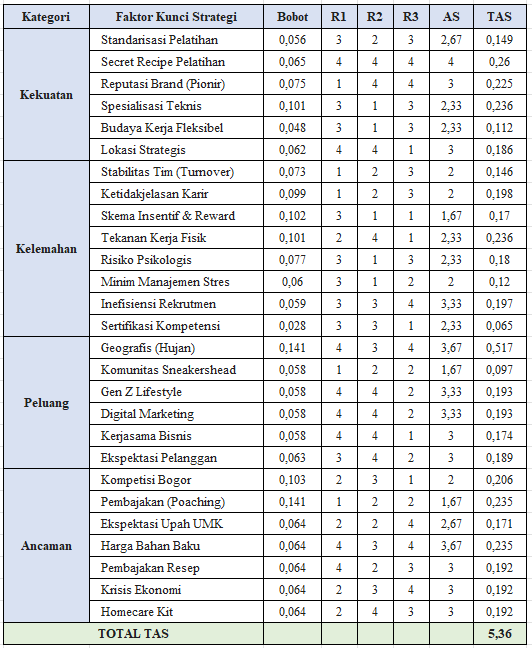 Kategori Faktor Kunci Strategi Bobot R1 R2 R3 AS TAS
Kekuatan
Standarisasi Pelatihan 0,056 3 2 3 2,67 0,149
Secret Recipe Pelatihan 0,065 4 4 4 4 0,26
Reputasi Brand (Pionir) 0,075 1 4 4 3 0,225
Spesialisasi Teknis 0,101 3 1 3 2,33 0,236
Budaya Kerja Fleksibel 0,048 3 1 3 2,33 0,112
Lokasi Strategis 0,062 4 4 1 3 0,186
Kelemahan
Stabilitas Tim (Turnover) 0,073 1 2 3 2 0,146
Ketidakjelasan Karir 0,099 1 2 3 2 0,198
Skema Insentif & Reward 0,102 3 1 1 1,67 0,17
Tekanan Kerja Fisik 0,101 2 4 1 2,33 0,236
Risiko Psikologis 0,077 3 1 3 2,33 0,18
Minim Manajemen Stres 0,06 3 1 2 2 0,12
Inefisiensi Rekrutmen 0,059 3 3 4 3,33 0,197
Sertifikasi Kompetensi 0,028 3 3 1 2,33 0,065
Peluang
Geografis (Hujan) 0,141 4 3 4 3,67 0,517
Komunitas Sneakershead 0,058 1 2 2 1,67 0,097
Gen Z Lifestyle 0,058 4 4 2 3,33 0,193
Digital Marketing 0,058 4 4 2 3,33 0,193
Kerjasama Bisnis 0,058 4 4 1 3 0,174
Ekspektasi Pelanggan 0,063 3 4 2 3 0,189
Ancaman
Kompetisi Bogor 0,103 2 3 1 2 0,206
Pembajakan (Poaching) 0,141 1 2 2 1,67 0,235
Ekspektasi Upah UMK 0,064 2 2 4 2,67 0,171
Harga Bahan Baku 0,064 4 3 4 3,67 0,235
Pembajakan Resep 0,064 4 2 3 3 0,192
Krisis Ekonomi 0,064 2 3 4 3 0,192
Homecare Kit 0,064 2 4 3 3 0,192
TOTAL TAS 5,36